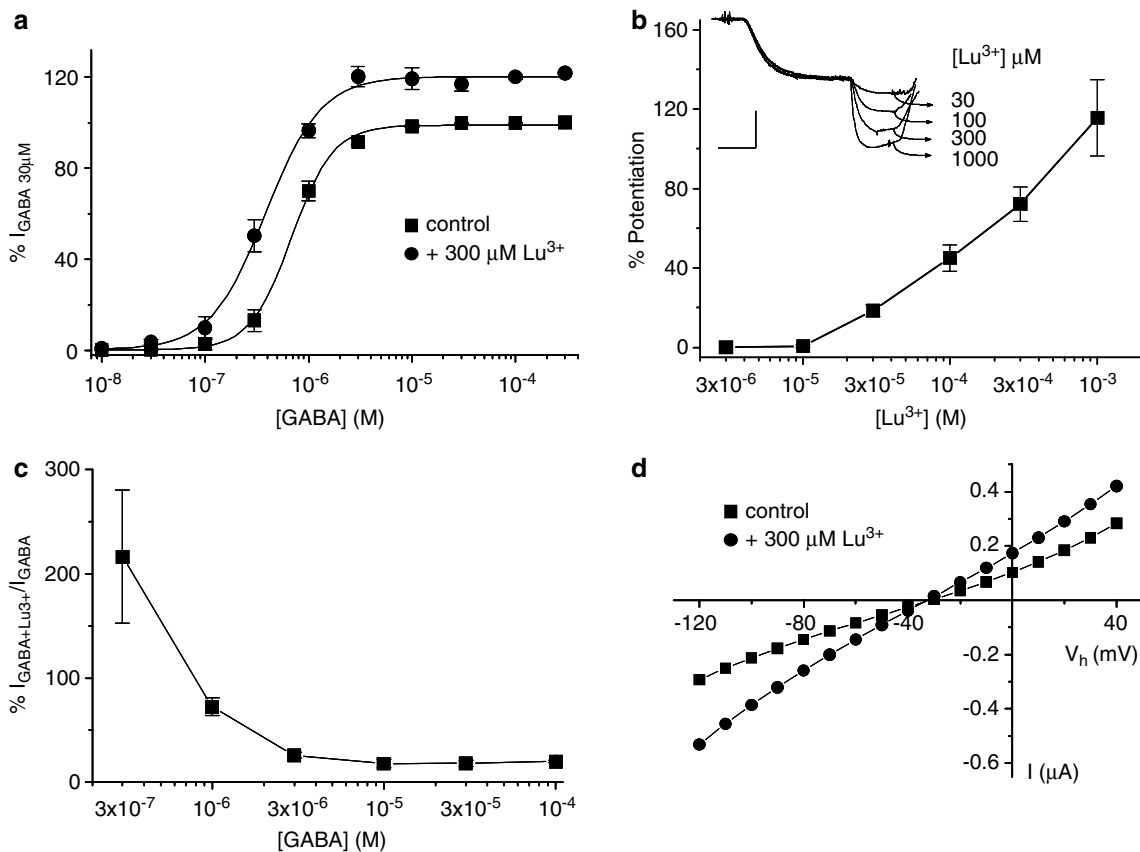 a
% I_GABA 30μM
120
80
40
0
10⁻⁸
10⁻⁷
10⁻⁶
10⁻⁵
10⁻⁴
[GABA] (M)
control
+ 300 μM Lu³⁺
b
% Potentiation
160
120
80
40
0
[Lu³⁺] μM
30
100
300
1000
3x10⁻⁶
10⁻⁵
3x10⁻⁵
10⁻⁴
3x10⁻⁴
10⁻³
[Lu³⁺] (M)
c
% I_GABA+Lu3+/I_GABA
300
200
100
0
3x10⁻⁷
10⁻⁶
3x10⁻⁶
10⁻⁵
3x10⁻⁵
10⁻⁴
[GABA] (M)
d
control
+ 300 μM Lu³⁺
0.4
0.2
-120
-80
-40
40
V_h (mV)
-0.2
-0.4
-0.6
I (μA)